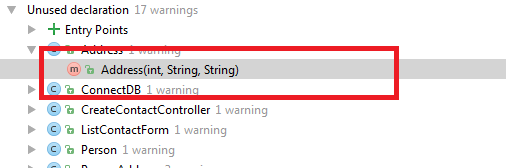 Unused declaration 17 warnings
Entry Points
Address 1 warning
m Address(int, String, String)
C ConnectDB 1 warning
C CreateContactController 1 warning
C ListContactForm 1 warning
C Person 1 warning